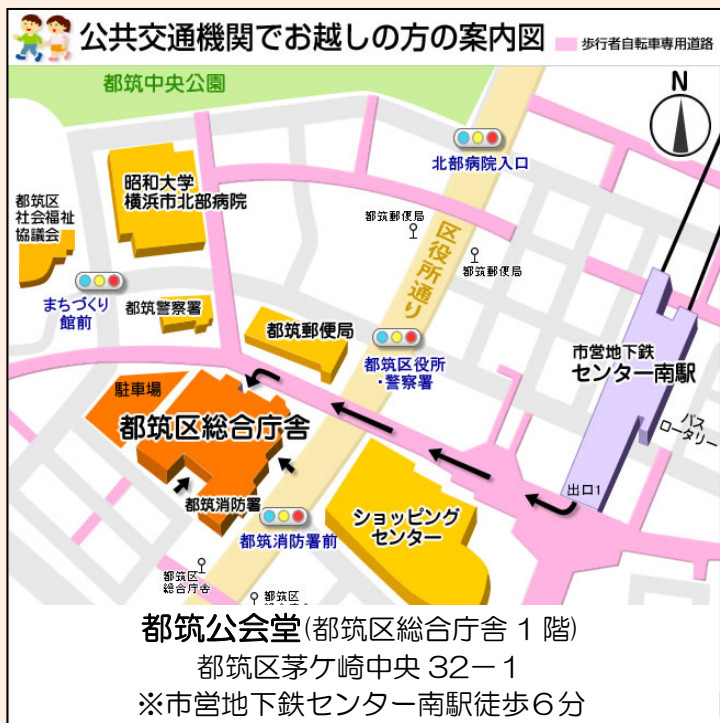 公共交通機関でお越しの方の案内図
歩行者自転車専用道路
都筑中央公園
N
北部病院入口
昭和大学
横浜市北部病院
都筑区
社会福祉
協議会
都筑郵便局
区役所通り
都筑郵便局
まちづくり
館前
都筑警察署
都筑郵便局
都筑区役所
・警察署
市営地下鉄
センター南駅
バス
ロータリー
駐車場
都筑区総合庁舎
出口1
都筑消防署
ショッピング
センター
都筑消防署前
都筑区
総合庁舎
都筑区
都筑公会堂(都筑区総合庁舎 1 階)
都筑区茅ケ崎中央 32－1
※市営地下鉄センター南駅徒歩6分